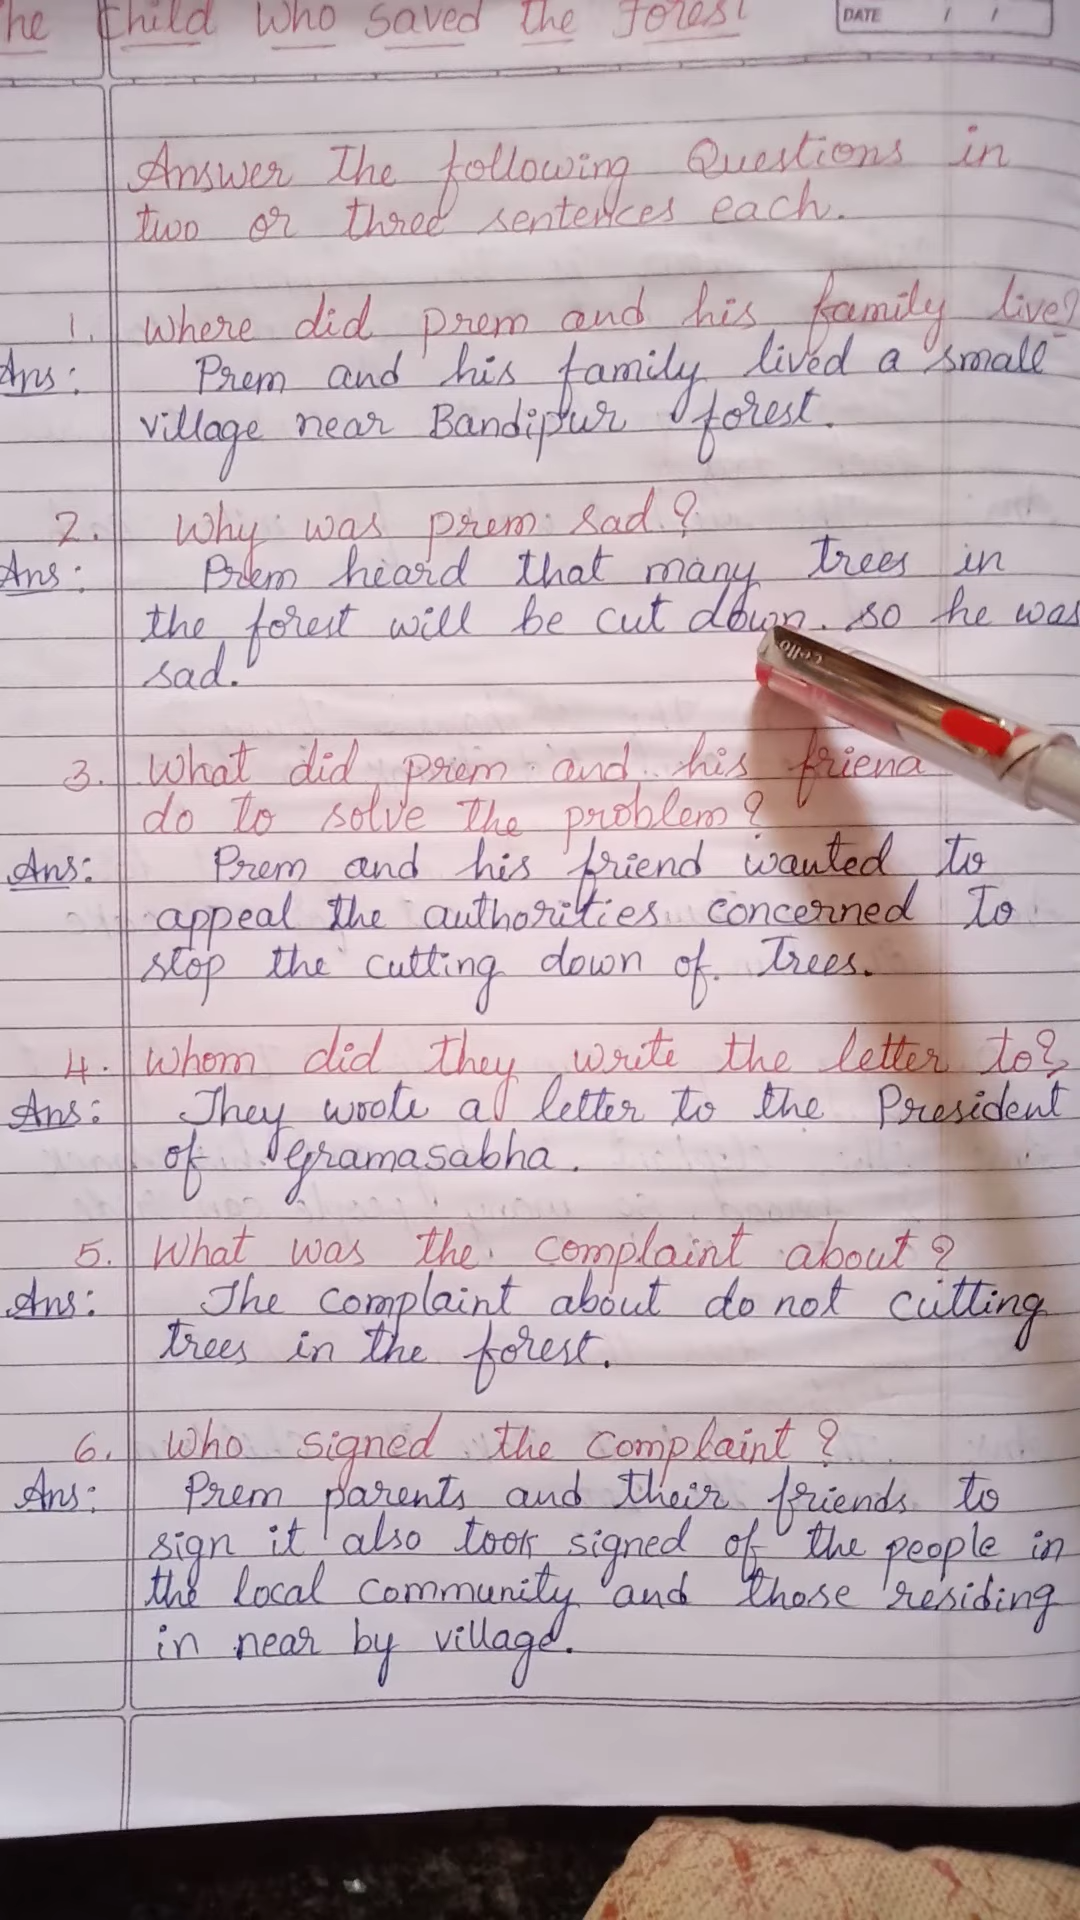 The Child Who Saved the Forest
DATE / /
Answer The following Questions in
two or three sentences each.
1. Where did prem and his family live?
Ans: Prem and his family lived a small
village near Bandipur forest.
2. Why was prem sad?
Ans: Prem heard that many trees in
the forest will be cut down. so he was
sad.
3. What did prem and his friend
do to solve the problem?
Ans: Prem and his friend wanted to
appeal the authorities concerned To
stop the cutting down of Trees.
4. Whom did they write the letter to?
Ans: They wrote a letter to the President
of gramasabha.
5. What was the complaint about?
Ans: The complaint about do not cutting
trees in the forest.
6. Who signed the complaint?
Ans: Prem parents and their friends to
sign it also took signed of the people in
the local community and those residing
in near by village.
cello